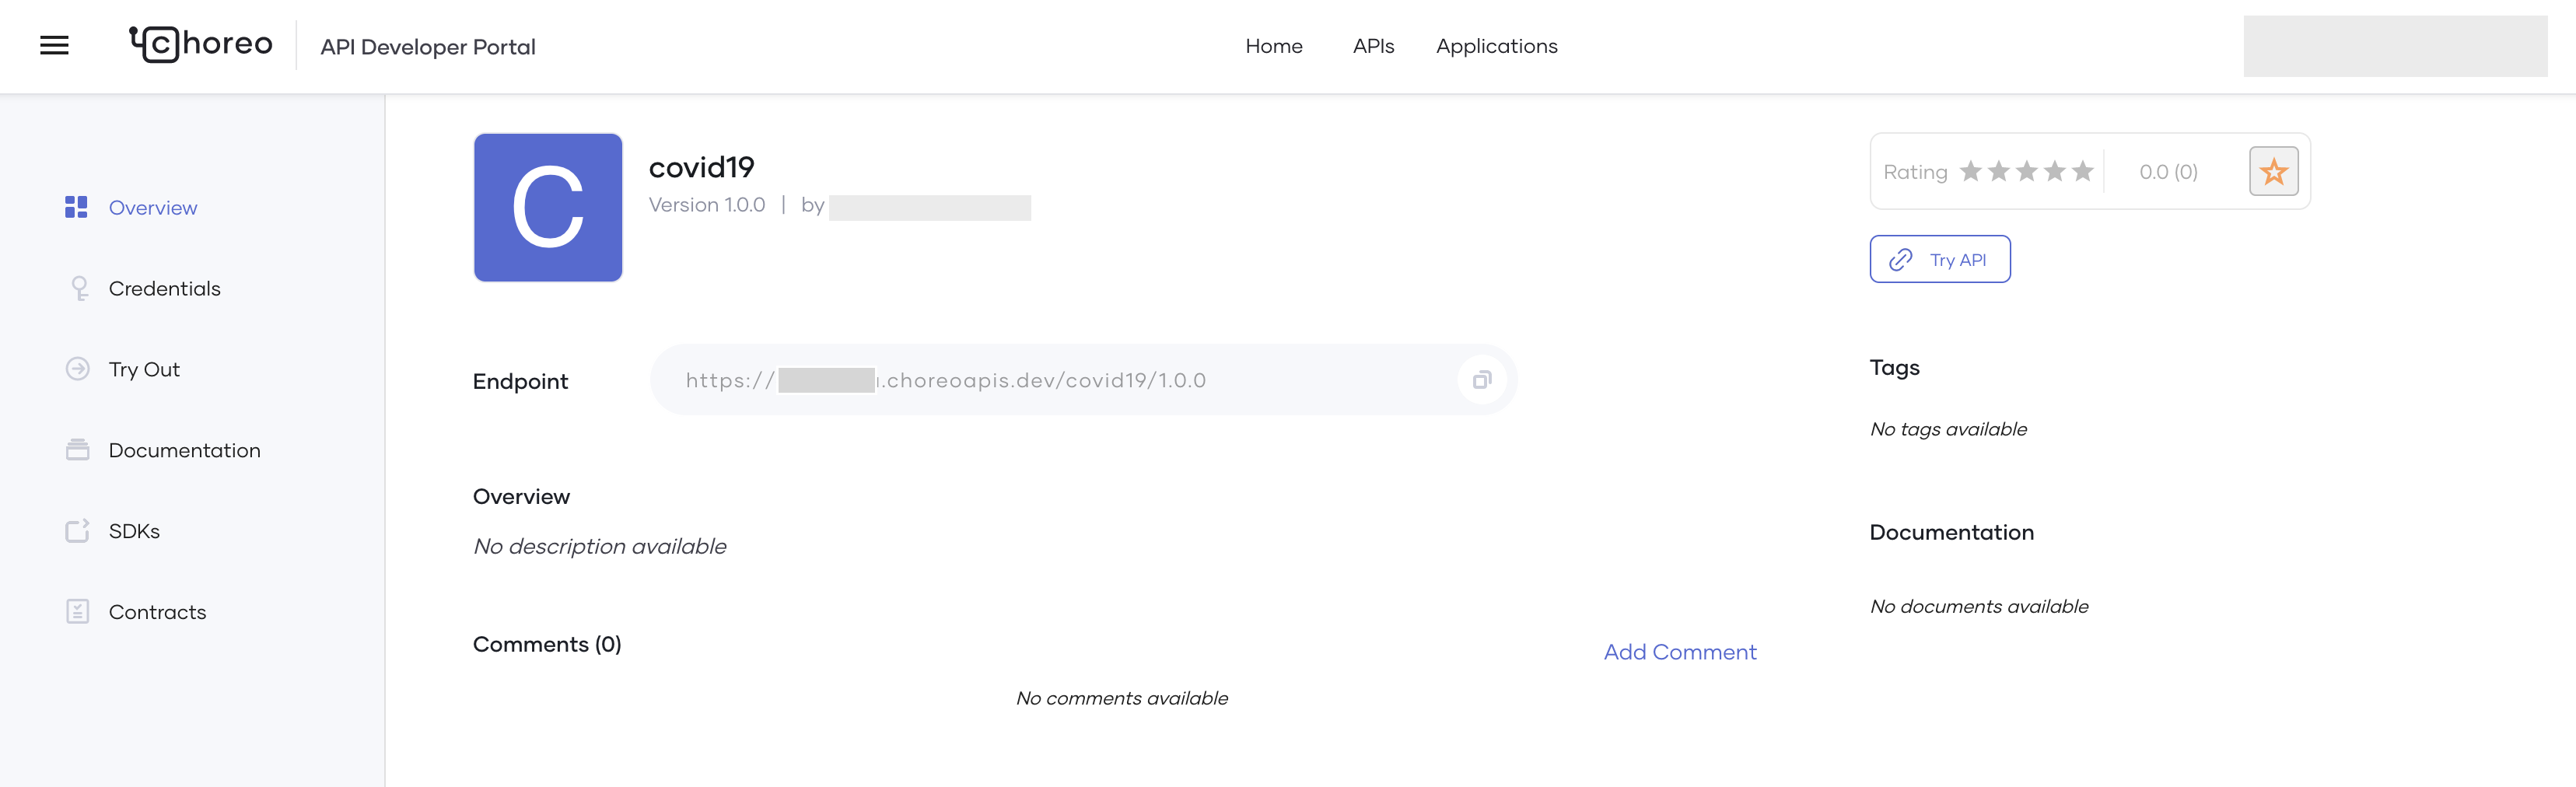 choreo
API Developer Portal
Home
APIs
Applications
Overview
Credentials
Try Out
Documentation
SDKs
Contracts
C
covid19
Version 1.0.0 | by
Rating
0.0 (0)
Try API
Endpoint
https:// .choreoapis.dev/covid19/1.0.0
Overview
No description available
Comments (0)
Add Comment
No comments available
Tags
No tags available
Documentation
No documents available